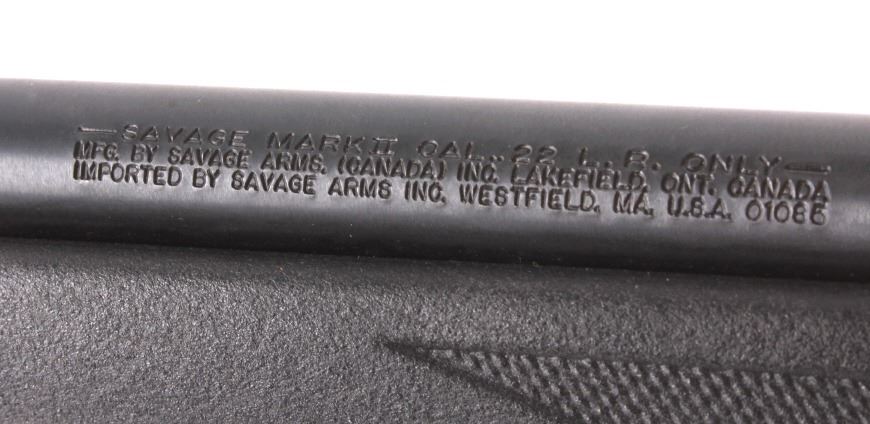 —SAVAGE MARK II CAL. .22 L. R. ONLY—
MFG. BY SAVAGE ARMS. (CANADA) INC. LAKEFIELD, ONT. CANADA
IMPORTED BY SAVAGE ARMS INC. WESTFIELD, MA. U.S.A. 01085